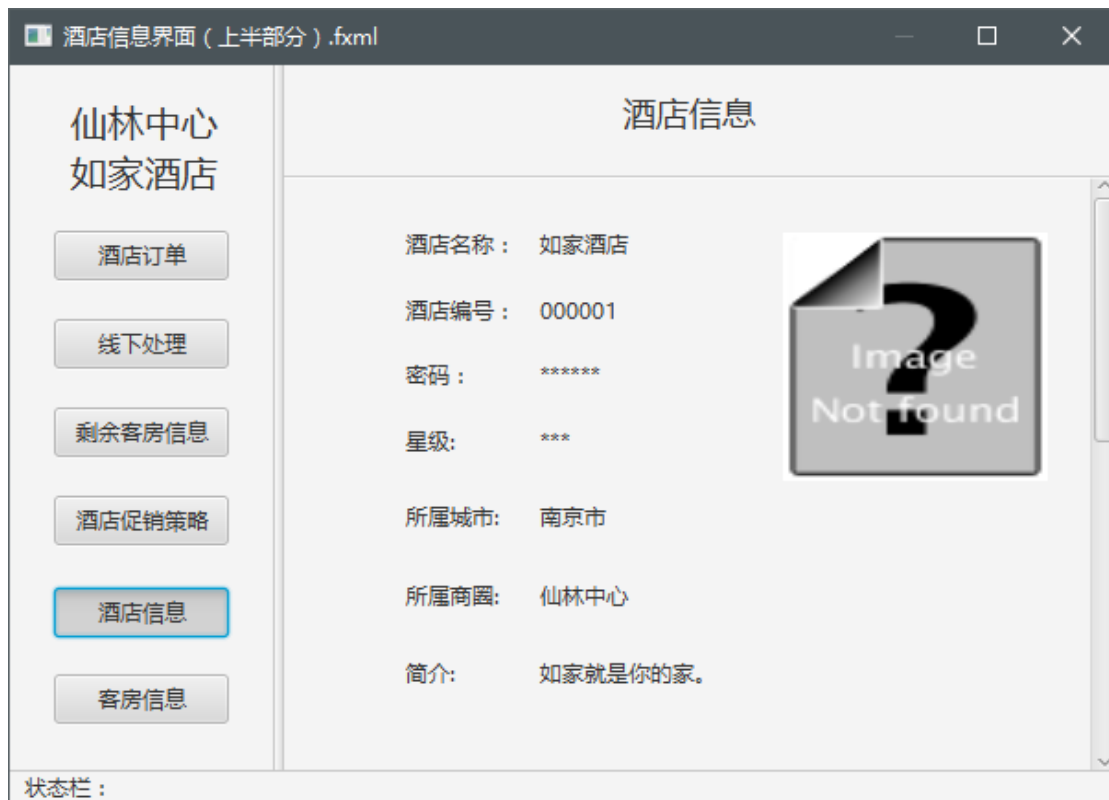 酒店信息界面（上半部分）.fxml
仙林中心
如家酒店
酒店订单
线下处理
剩余客房信息
酒店促销策略
酒店信息
客房信息
酒店信息
酒店名称： 如家酒店
酒店编号： 000001
密码： ******
星级: ***
所属城市: 南京市
所属商圈: 仙林中心
简介: 如家就是你的家。
Image
Not found
状态栏：